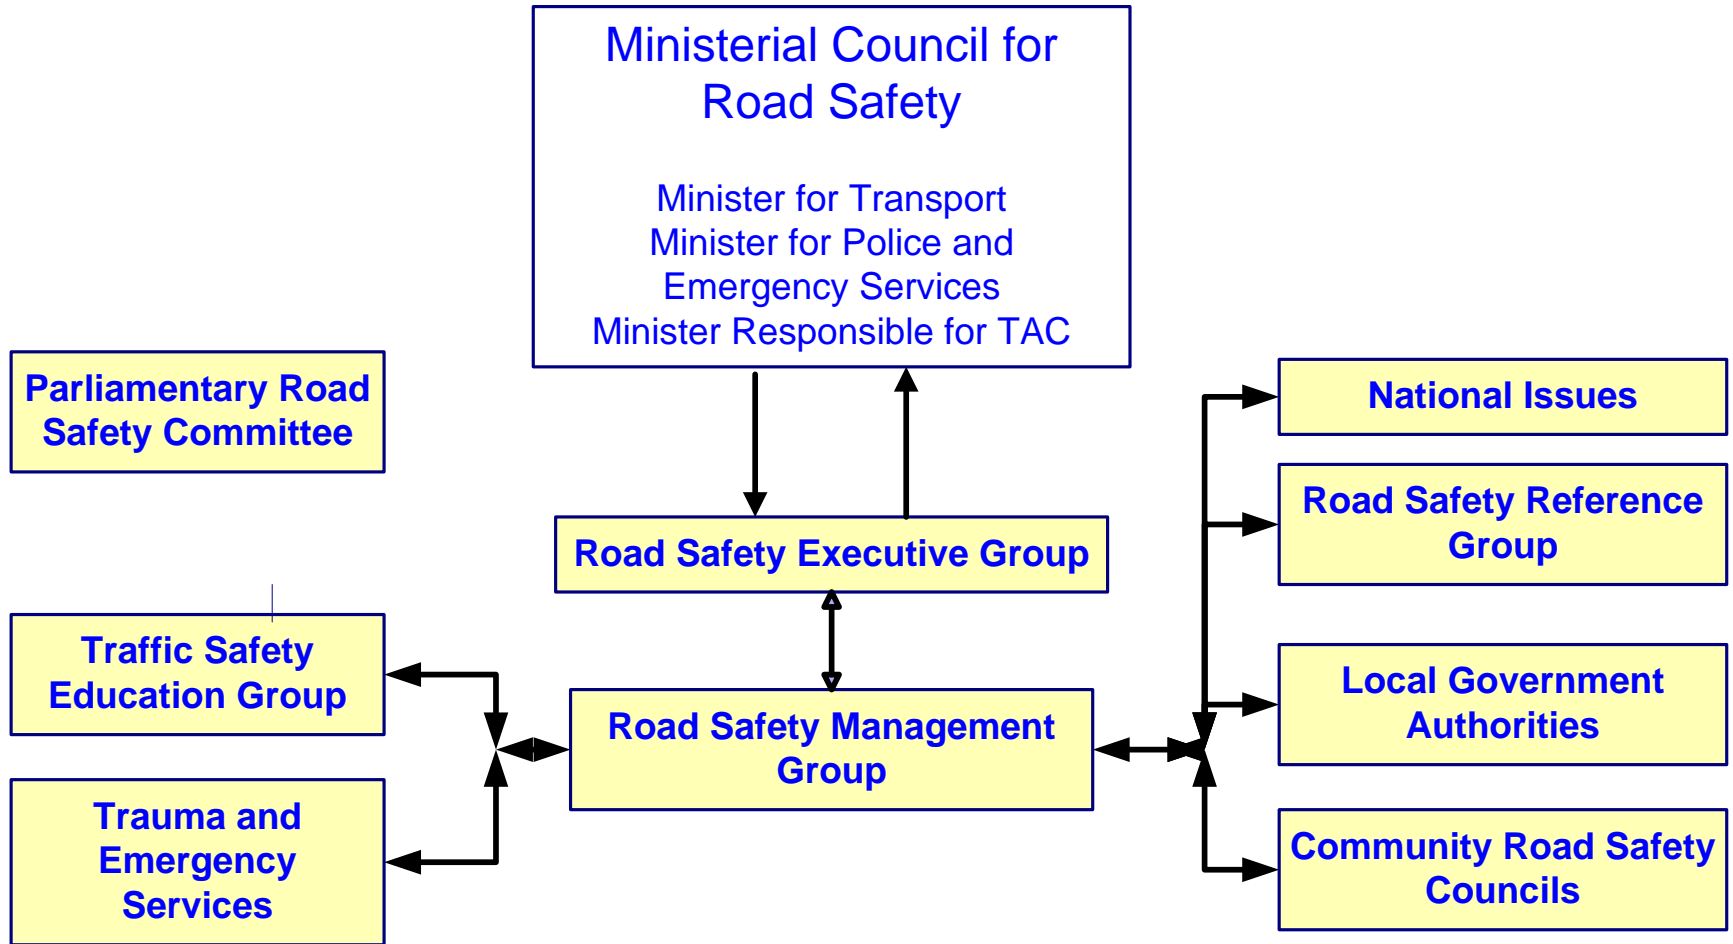 Ministerial Council for
Road Safety
Minister for Transport
Minister for Police and
Emergency Services
Minister Responsible for TAC
Parliamentary Road
Safety Committee
National Issues
Road Safety Reference
Group
Road Safety Executive Group
Traffic Safety
Education Group
Road Safety Management
Group
Local Government
Authorities
Trauma and
Emergency
Services
Community Road Safety
Councils